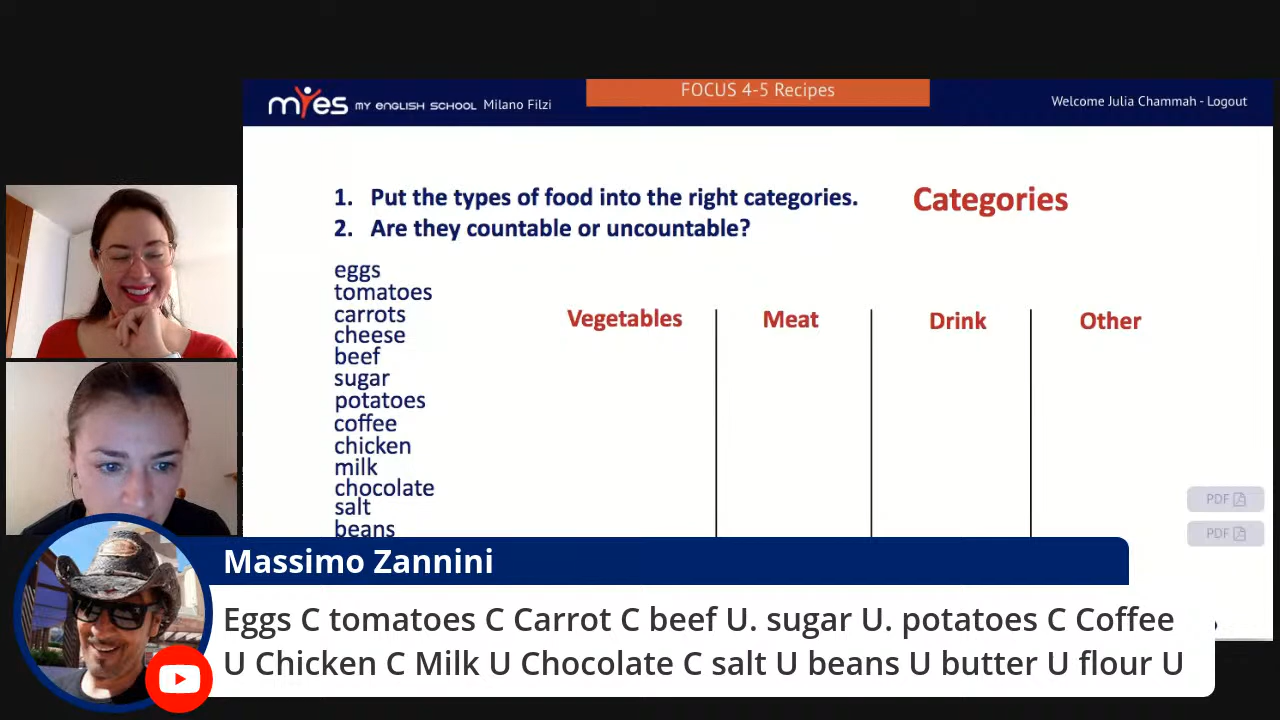 myes MY ENGLISH SCHOOL Milano Filzi
FOCUS 4-5 Recipes
Welcome Julia Chammah - Logout
1. Put the types of food into the right categories.
2. Are they countable or uncountable?
Categories
eggs
tomatoes
carrots
cheese
beef
sugar
potatoes
coffee
chicken
milk
chocolate
salt
beans
Vegetables
Meat
Drink
Other
PDF
PDF
Massimo Zannini
Eggs C tomatoes C Carrot C beef U. sugar U. potatoes C Coffee
U Chicken C Milk U Chocolate C salt U beans U butter U flour U